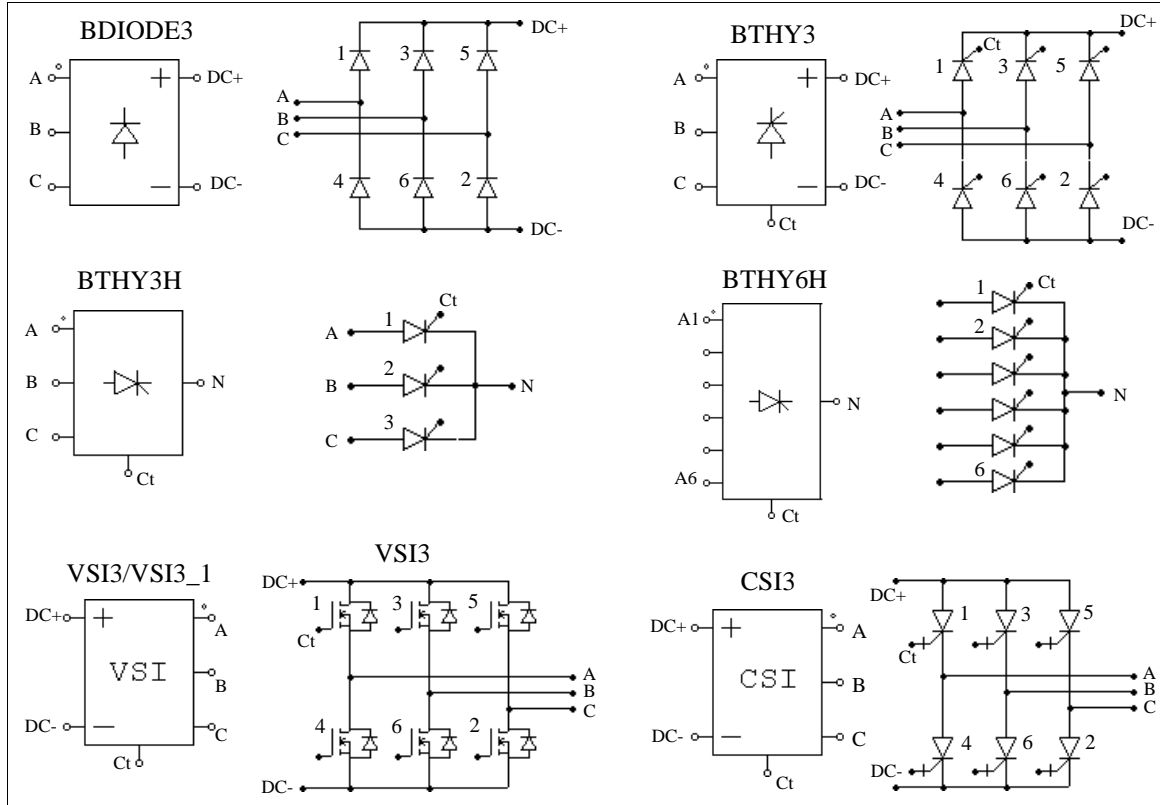 BDIODE3
A
B
C
DC+
DC-
1
3
5
A
B
C
4
6
2
DC+
DC-
BTHY3
A
B
C
DC+
DC-
Ct
1
Ct
3
5
A
B
C
4
6
2
DC+
DC-
BTHY3H
A
B
C
N
Ct
A
B
C
1
2
3
Ct
N
BTHY6H
A1
A6
N
Ct
1
Ct
2
6
N
VSI3/VSI3_1
DC+
DC-
VSI
A
B
C
Ct
VSI3
DC+
1
3
5
Ct
A
B
C
4
6
2
DC-
CSI3
DC+
DC-
CSI
A
B
C
Ct
DC+
1
3
5
Ct
A
B
C
4
6
2
DC-